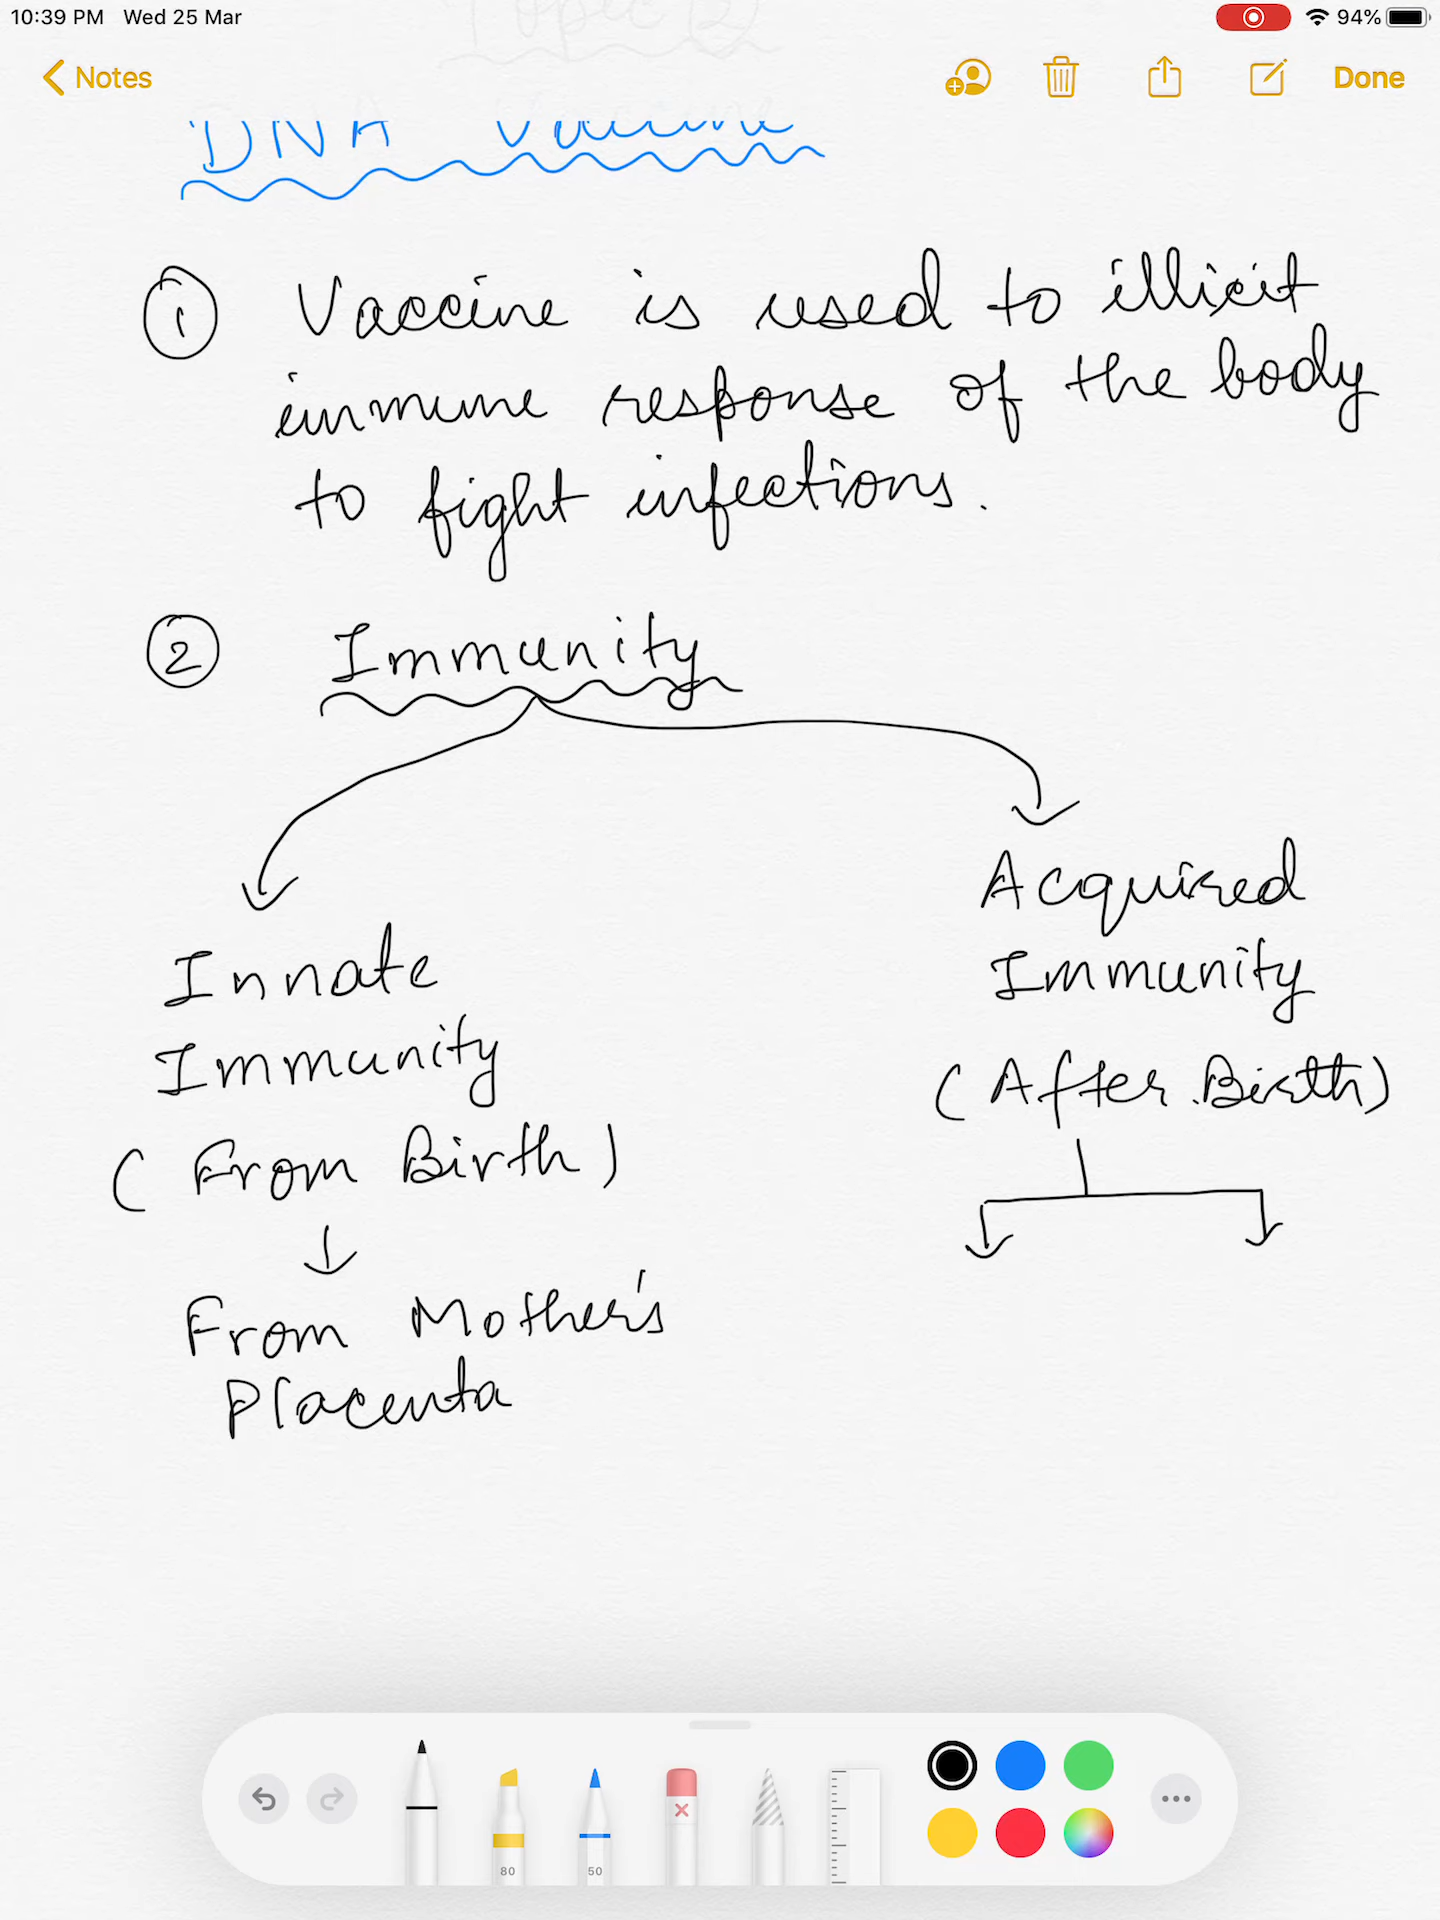 10:39 PM Wed 25 Mar 94%
Notes Done
DNA Vaccine
1 Vaccine is used to illicit
immune response of the body
to fight infections.
2 Immunity
Acquired
Immunity
(After Birth)
Innate
Immunity
(From Birth)
From Mother's
Placenta
80 50